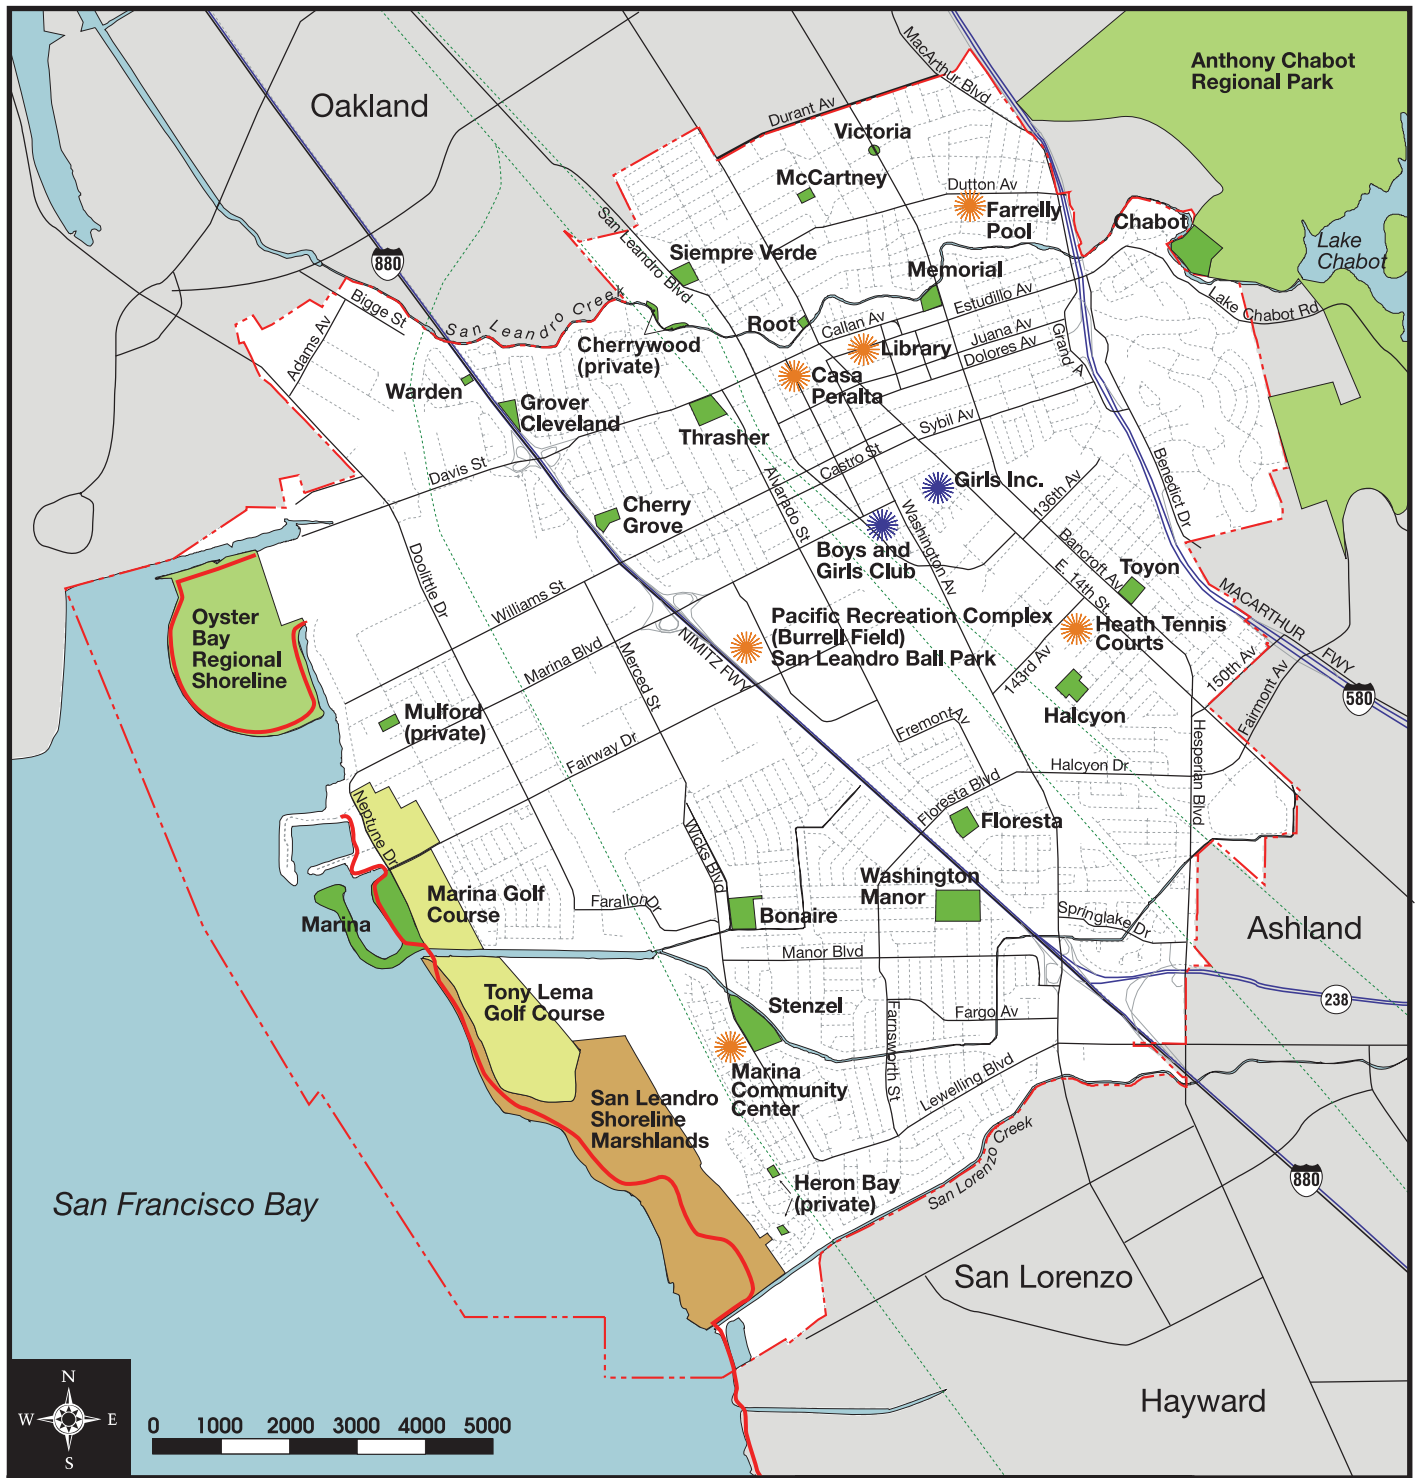 Anthony Chabot
Regional Park
MacArthur Blvd
Oakland
Durant Av
Victoria
McCartney
Dutton Av
Farrelly
Pool
Chabot
San Leandro Blvd
Siempre Verde
Lake
Chabot
880
Memorial
Estudillo Av
Lake Chabot Rd
Bigge St
San Leandro Creek
Root
Callan Av
Juana Av
Dolores Av
Grand A
Adams Av
Cherrywood
(private)
Library
Warden
Casa
Peralta
Grover
Cleveland
Thrasher
Sybil Av
Castro St
Davis St
Benedict Dr
Alvarado St
Girls Inc.
136th Av
Cherry
Grove
Washington Av
Boys and
Girls Club
Bancroft Av
E. 14th St.
Toyon
Doolittle Dr
Williams St
MACARTHUR
FWY
Oyster
Bay
Regional
Shoreline
Pacific Recreation Complex
(Burrell Field)
San Leandro Ball Park
Heath Tennis
Courts
NIMITZ FWY
Marina Blvd
Merced St
143rd Av
150th Av
Fairmont Av
580
Mulford
(private)
Halcyon
Fremont Av
Fairway Dr
Halcyon Dr
Hesperian Blvd
Floresta Blvd
Neptune Dr
Floresta
Wicks Blvd
Washington
Manor
Marina Golf
Course
Farallon Dr
Marina
Bonaire
Springlake Dr
Ashland
Manor Blvd
Tony Lema
Golf Course
Stenzel
238
Farnsworth St
Fargo Av
Marina
Community
Center
Lewelling Blvd
San Leandro
Shoreline
Marshlands
San Lorenzo Creek
Heron Bay
(private)
880
San Francisco Bay
San Lorenzo
Hayward
N
W E
S
0 1000 2000 3000 4000 5000